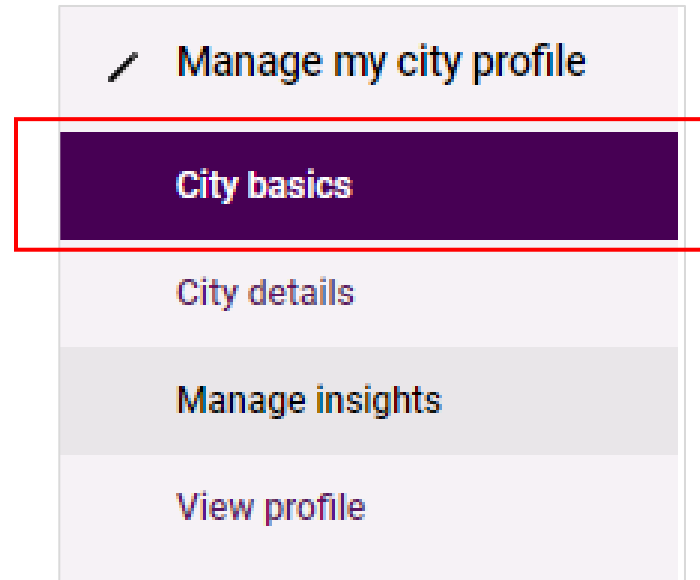 Manage my city profile
City basics
City details
Manage insights
View profile